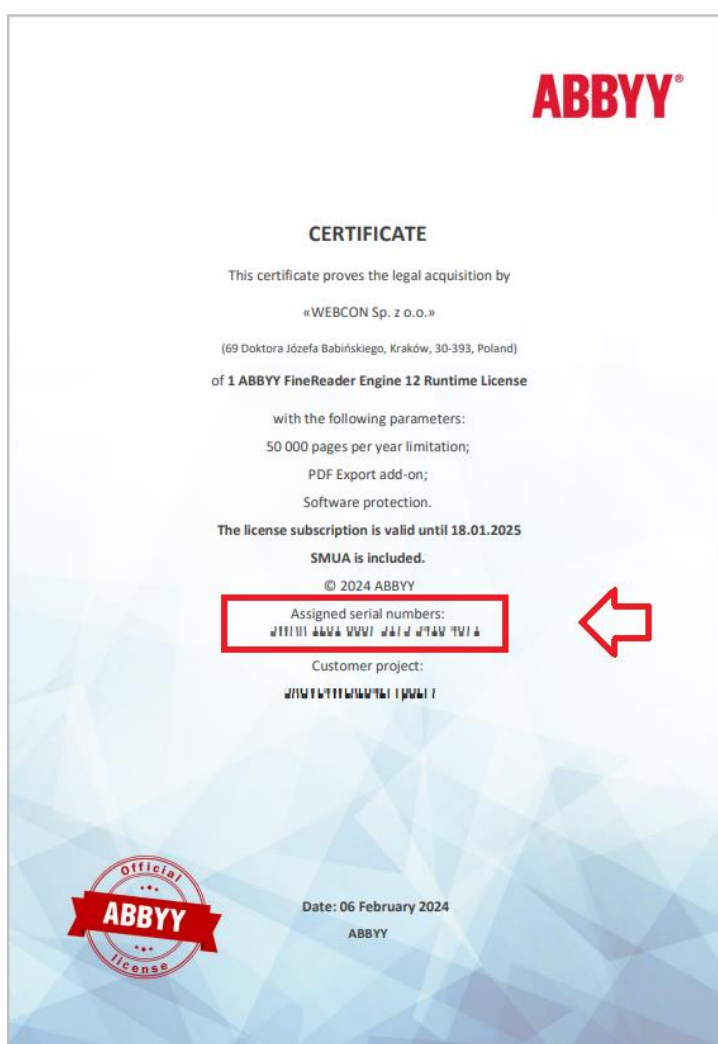 ABBYY®
CERTIFICATE
This certificate proves the legal acquisition by
«WEBCON Sp. z o.o.»
(69 Doktora Józefa Babińskiego, Kraków, 30-393, Poland)
of 1 ABBYY FineReader Engine 12 Runtime License
with the following parameters:
50 000 pages per year limitation;
PDF Export add-on;
Software protection.
The license subscription is valid until 18.01.2025
SMUA is included.
© 2024 ABBYY
Assigned serial numbers:
Customer project:
Official
ABBYY
license
Date: 06 February 2024
ABBYY